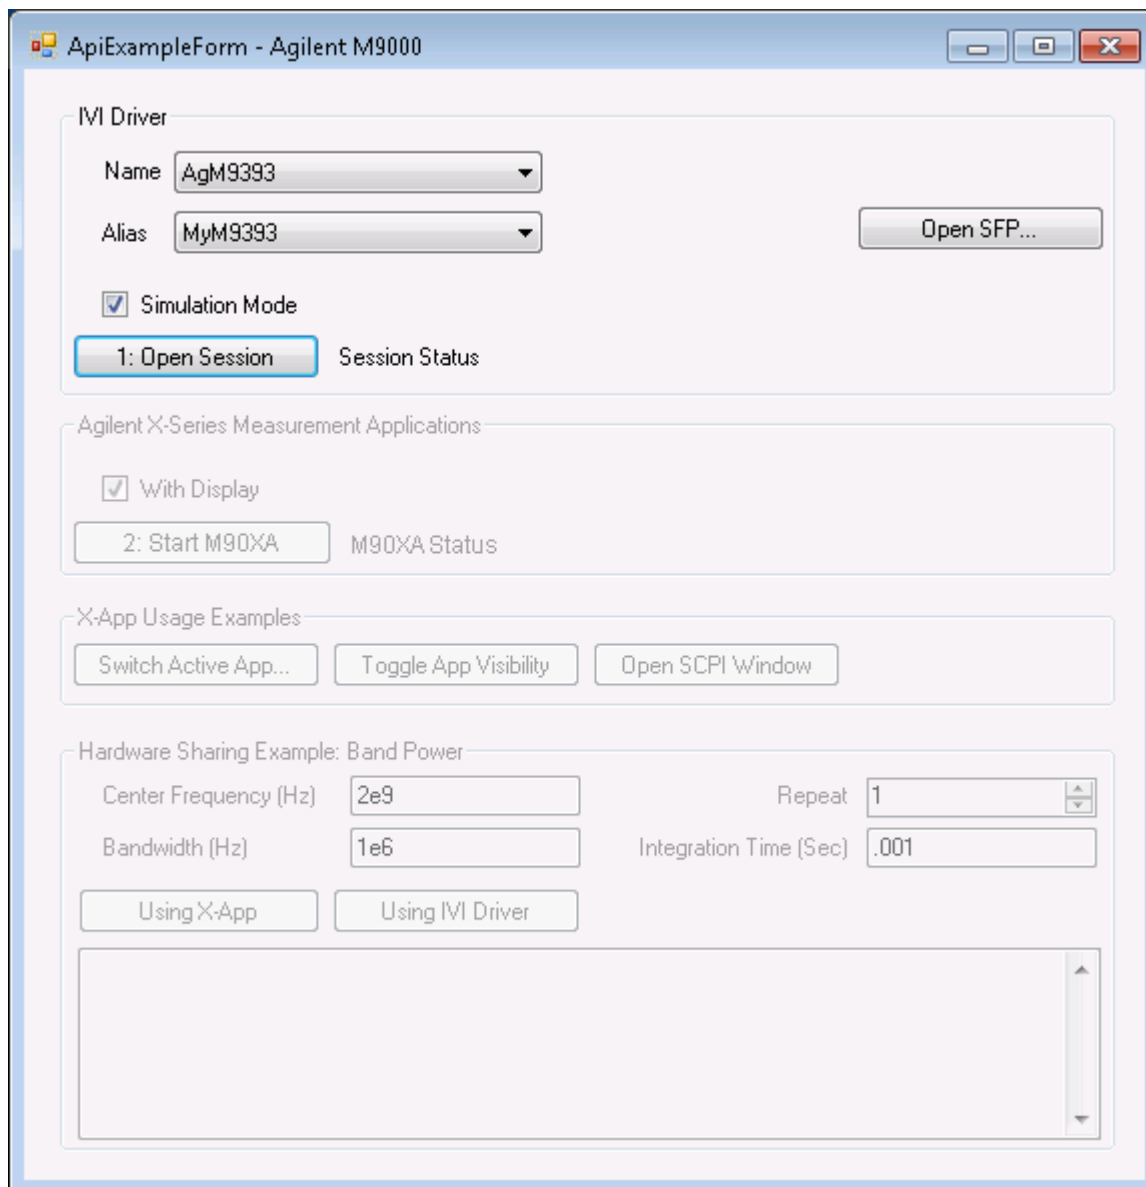 ApiExampleForm - Agilent M9000
IVI Driver
Name AgM9393
Alias MyM9393
Open SFP...
Simulation Mode
1: Open Session Session Status
Agilent X-Series Measurement Applications
With Display
2: Start M90XA M90XA Status
X-App Usage Examples
Switch Active App... Toggle App Visibility Open SCPI Window
Hardware Sharing Example: Band Power
Center Frequency (Hz) 2e9 Repeat 1
Bandwidth (Hz) 1e6 Integration Time (Sec) .001
Using X-App Using IVI Driver